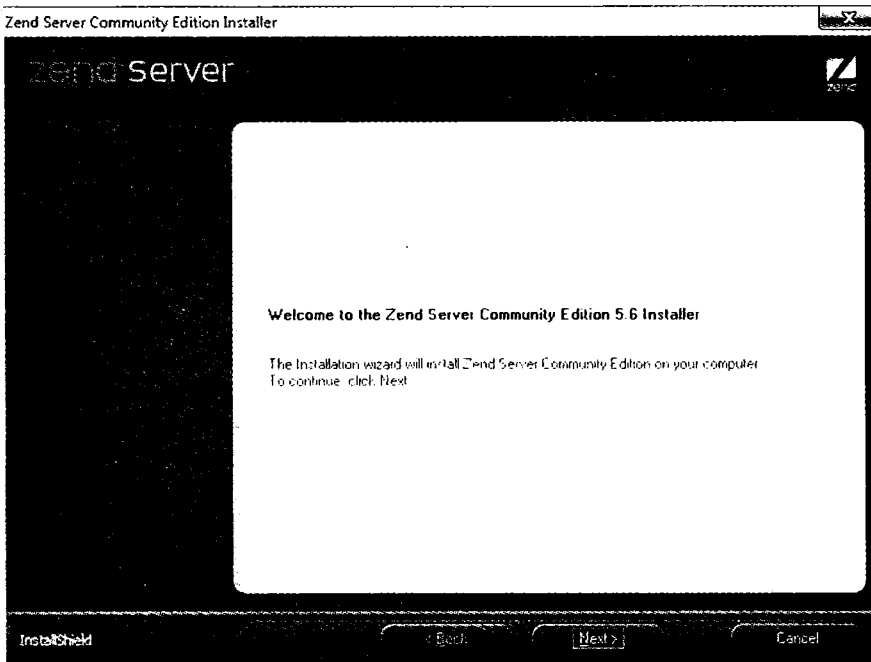 Zend Server Community Edition Installer
zend server
zend
Welcome to the Zend Server Community Edition 5.6 Installer
The Installation wizard will install Zend Server Community Edition on your computer
To continue click Next
InstallShield
< Back
Next >
Cancel